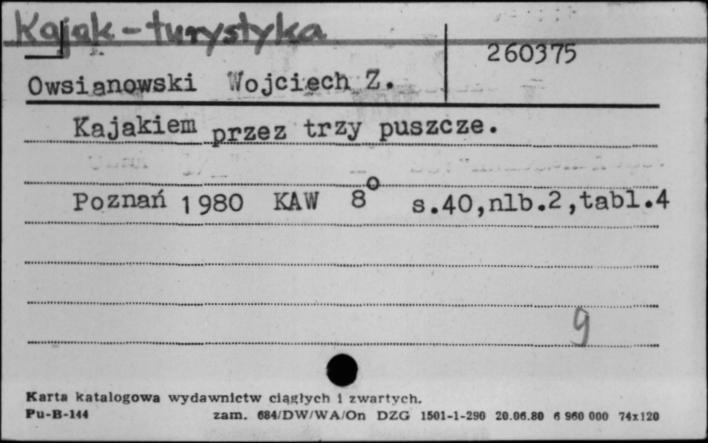 Kajak - turystyka
260375
Owsianowski Wojciech Z.
Kajakiem przez trzy puszcze.
Poznań 1980 KAW 8° s.40,nlb.2,tabl.4
9
Karta katalogowa wydawnictw ciągłych i zwartych.
Pu-B-144 zam. 684/DW/WA/On DZG 1501-1-290 20.06.80 6 960 000 74x120